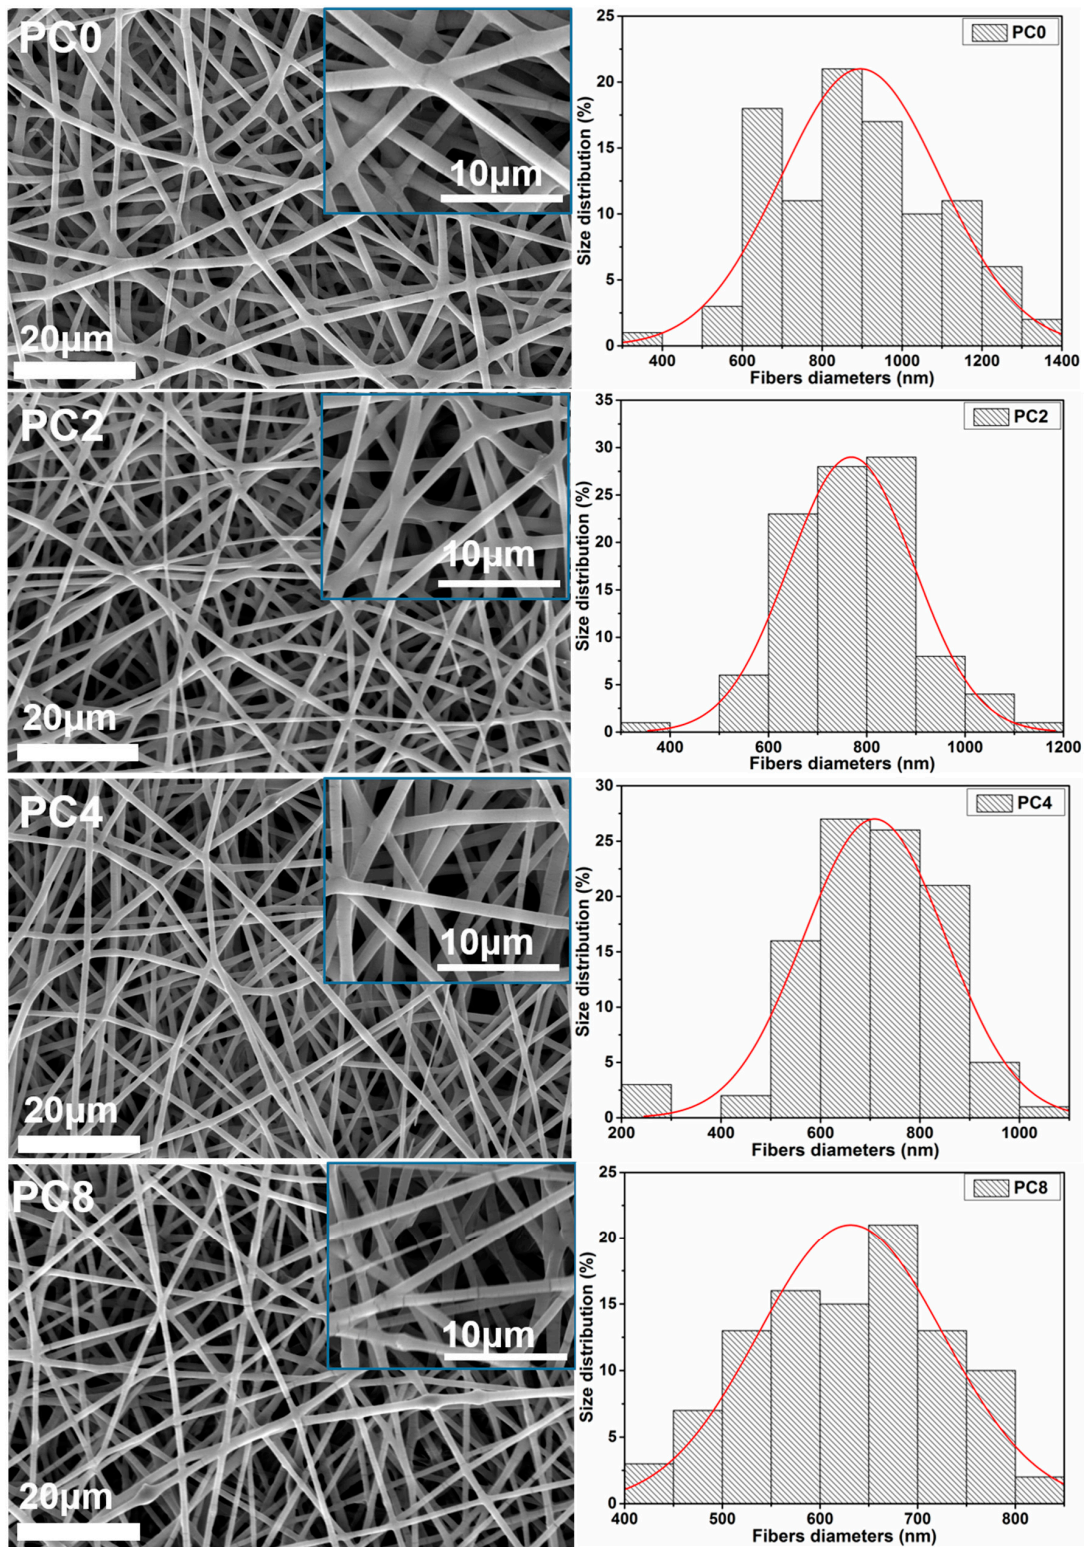 PC0
10µm
20µm
PC0
Size distribution (%)
25
20
15
10
5
0
400 600 800 1000 1200 1400
Fibers diameters (nm)
PC2
10µm
20µm
PC2
Size distribution (%)
35
30
25
20
15
10
5
0
400 600 800 1000 1200
Fibers diameters (nm)
PC4
10µm
20µm
PC4
Size distribution (%)
30
25
20
15
10
5
0
200 400 600 800 1000
Fibers diameters (nm)
PC8
10µm
20µm
PC8
Size distribution (%)
25
20
15
10
5
0
400 500 600 700 800
Fibers diameters (nm)